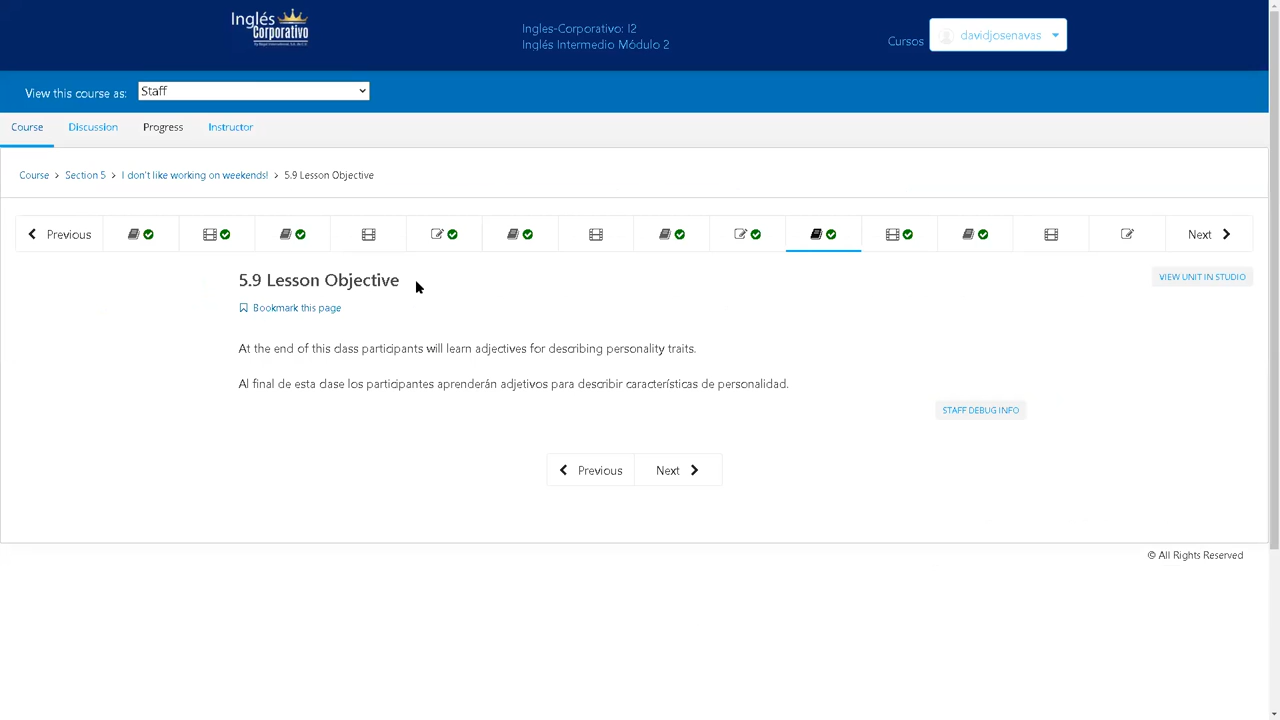 Inglés
Corporativo
Ingles-Corporativo: I2
Inglés Intermedio Módulo 2
Cursos
davidjosenavas
View this course as:
Staff
Course
Discussion
Progress
Instructor
Course > Section 5 > I don't like working on weekends! > 5.9 Lesson Objective
Previous
Next
5.9 Lesson Objective
VIEW UNIT IN STUDIO
Bookmark this page
At the end of this class participants will learn adjectives for describing personality traits.
Al final de esta clase los participantes aprenderán adjetivos para describir características de personalidad.
STAFF DEBUG INFO
Previous
Next
© All Rights Reserved